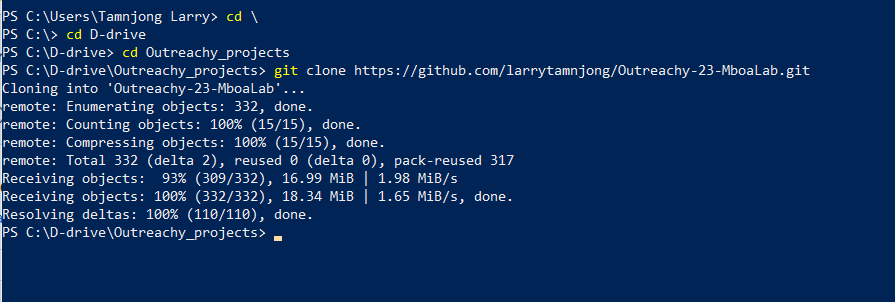 PS C:\Users\Tamnjong Larry> cd \
PS C:\> cd D-drive
PS C:\D-drive> cd Outreachy_projects
PS C:\D-drive\Outreachy_projects> git clone https://github.com/larrytamnjong/Outreachy-23-MboaLab.git
Cloning into 'Outreachy-23-MboaLab'...
remote: Enumerating objects: 332, done.
remote: Counting objects: 100% (15/15), done.
remote: Compressing objects: 100% (15/15), done.
remote: Total 332 (delta 2), reused 0 (delta 0), pack-reused 317
Receiving objects:  93% (309/332), 16.99 MiB | 1.98 MiB/s
Receiving objects: 100% (332/332), 18.34 MiB | 1.65 MiB/s, done.
Resolving deltas: 100% (110/110), done.
PS C:\D-drive\Outreachy_projects>